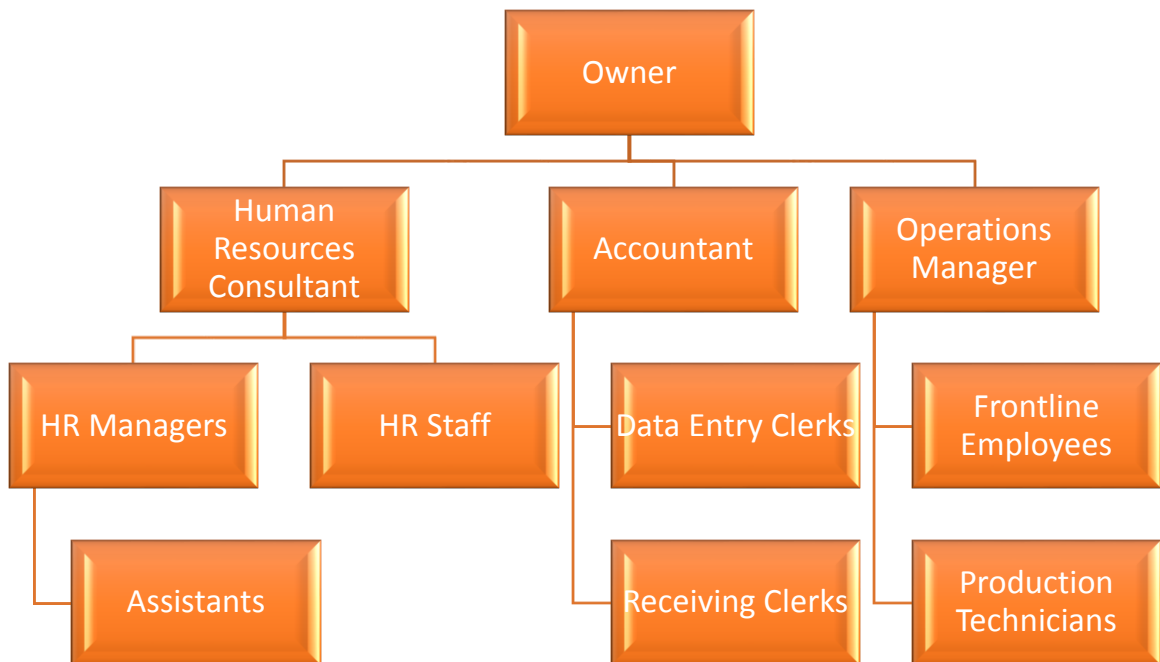 Owner
Human
Resources
Consultant
Accountant
Operations
Manager
HR Managers
HR Staff
Data Entry Clerks
Frontline
Employees
Assistants
Receiving Clerks
Production
Technicians